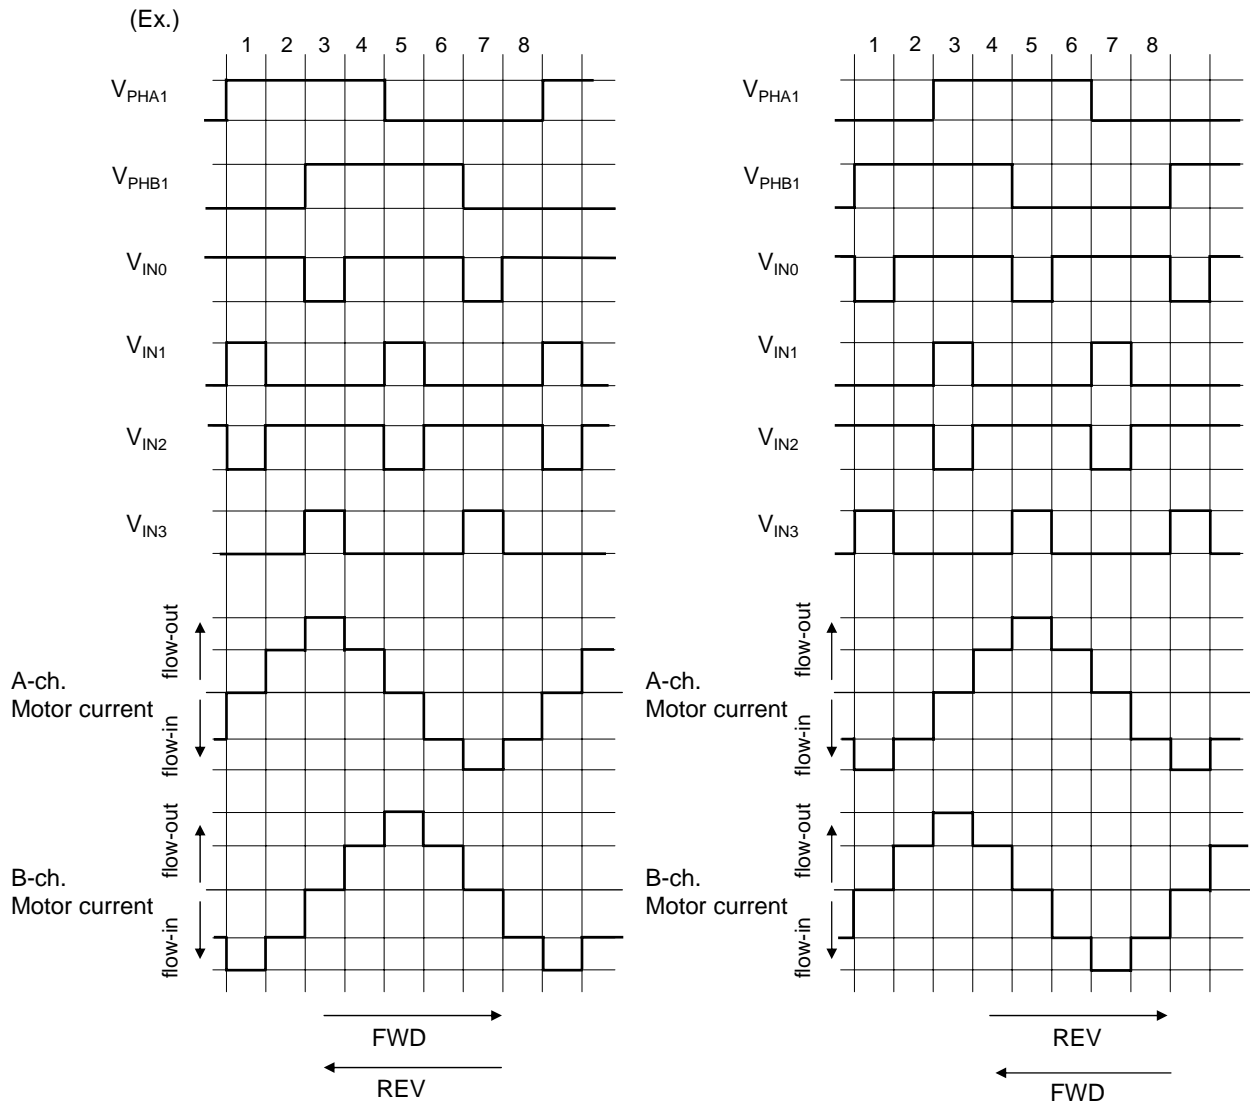 (Ex.)
1 2 3 4 5 6 7 8
VPHA1
VPHB1
VIN0
VIN1
VIN2
VIN3
flow-out
A-ch.
Motor current
flow-in
flow-out
B-ch.
Motor current
flow-in
FWD
REV
1 2 3 4 5 6 7 8
VPHA1
VPHB1
VIN0
VIN1
VIN2
VIN3
flow-out
A-ch.
Motor current
flow-in
flow-out
B-ch.
Motor current
flow-in
REV
FWD